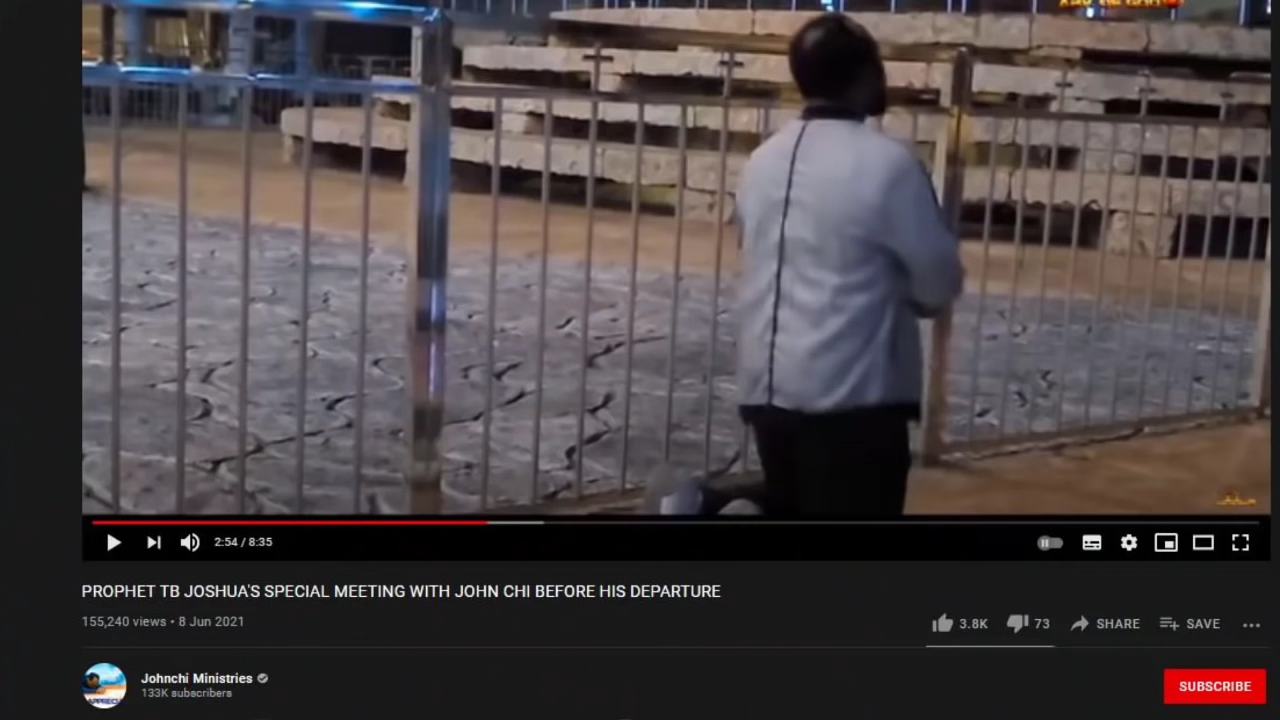 2:54 / 8:35
PROPHET TB JOSHUA'S SPECIAL MEETING WITH JOHN CHI BEFORE HIS DEPARTURE
155,240 views • 8 Jun 2021
3.8K 73 SHARE SAVE
Johnchi Ministries
133K subscribers
SUBSCRIBE